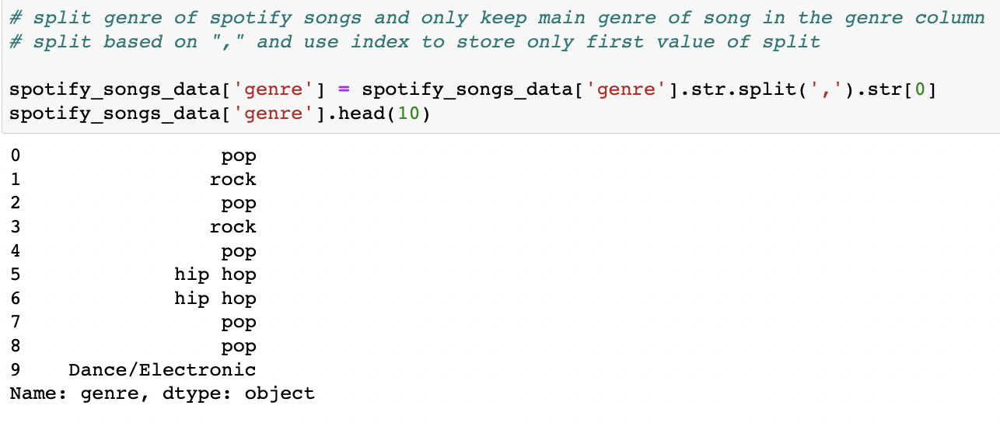 # split genre of spotify songs and only keep main genre of song in the genre column
# split based on "," and use index to store only first value of split
spotify_songs_data['genre'] = spotify_songs_data['genre'].str.split(',').str[0]
spotify_songs_data['genre'].head(10)
0 pop
1 rock
2 pop
3 rock
4 pop
5 hip hop
6 hip hop
7 pop
8 pop
9 Dance/Electronic
Name: genre, dtype: object